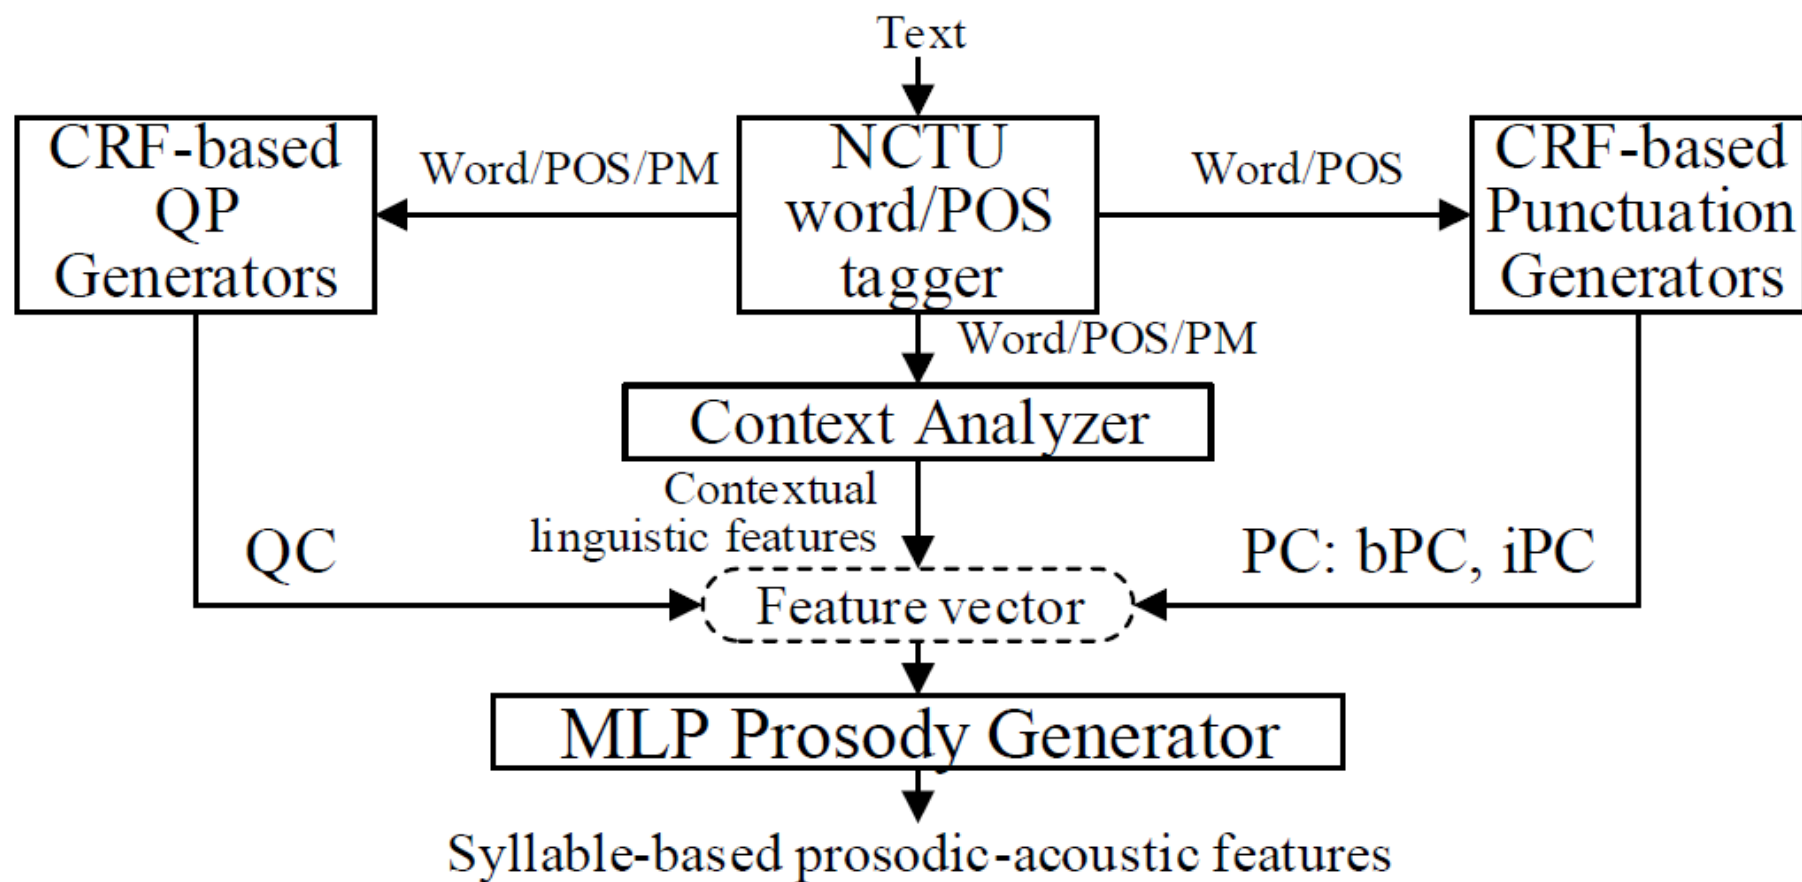 Text
CRF-based
QP
Generators
Word/POS/PM
NCTU
word/POS
tagger
Word/POS
CRF-based
Punctuation
Generators
Word/POS/PM
Context Analyzer
Contextual
linguistic features
QC
PC: bPC, iPC
Feature vector
MLP Prosody Generator
Syllable-based prosodic-acoustic features